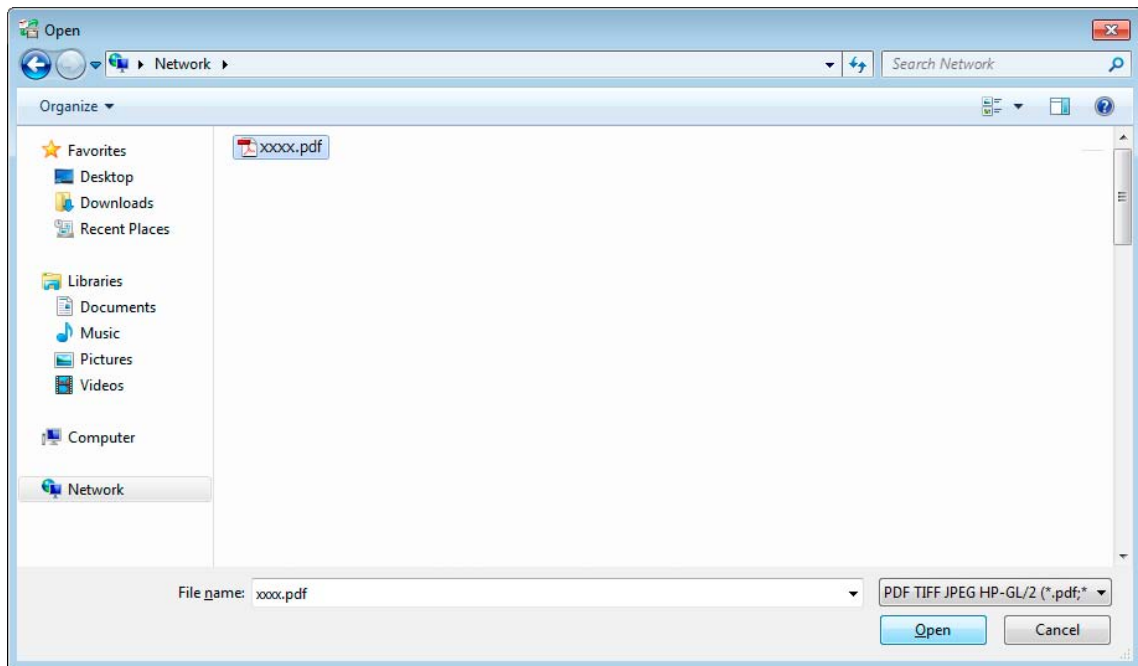 Open
Network
Search Network
Organize
Favorites
xxxx.pdf
Desktop
Downloads
Recent Places
Libraries
Documents
Music
Pictures
Videos
Computer
Network
File name: xxxx.pdf
PDF TIFF JPEG HP-GL/2 (*.pdf;*
Open Cancel